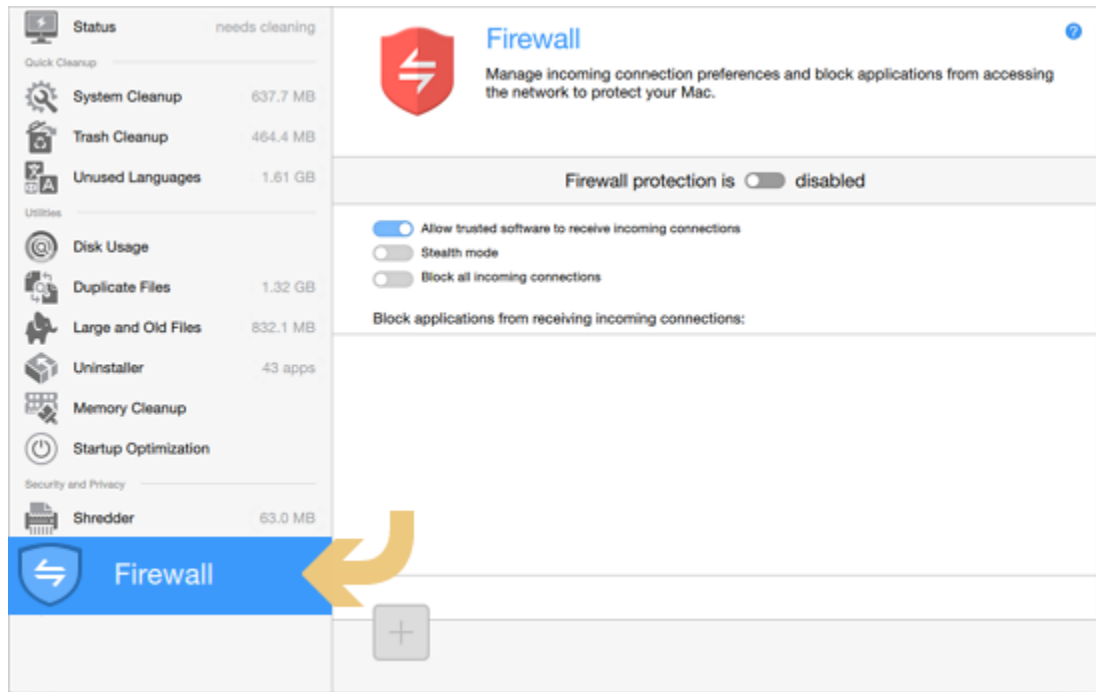 Status needs cleaning
Quick Cleanup
System Cleanup 637.7 MB
Trash Cleanup 464.4 MB
Unused Languages 1.61 GB
Utilities
Disk Usage
Duplicate Files 1.32 GB
Large and Old Files 832.1 MB
Uninstaller 43 apps
Memory Cleanup
Startup Optimization
Security and Privacy
Shredder 63.0 MB
Firewall
Firewall
?
Manage incoming connection preferences and block applications from accessing
the network to protect your Mac.
Firewall protection is disabled
Allow trusted software to receive incoming connections
Stealth mode
Block all incoming connections
Block applications from receiving incoming connections:
+